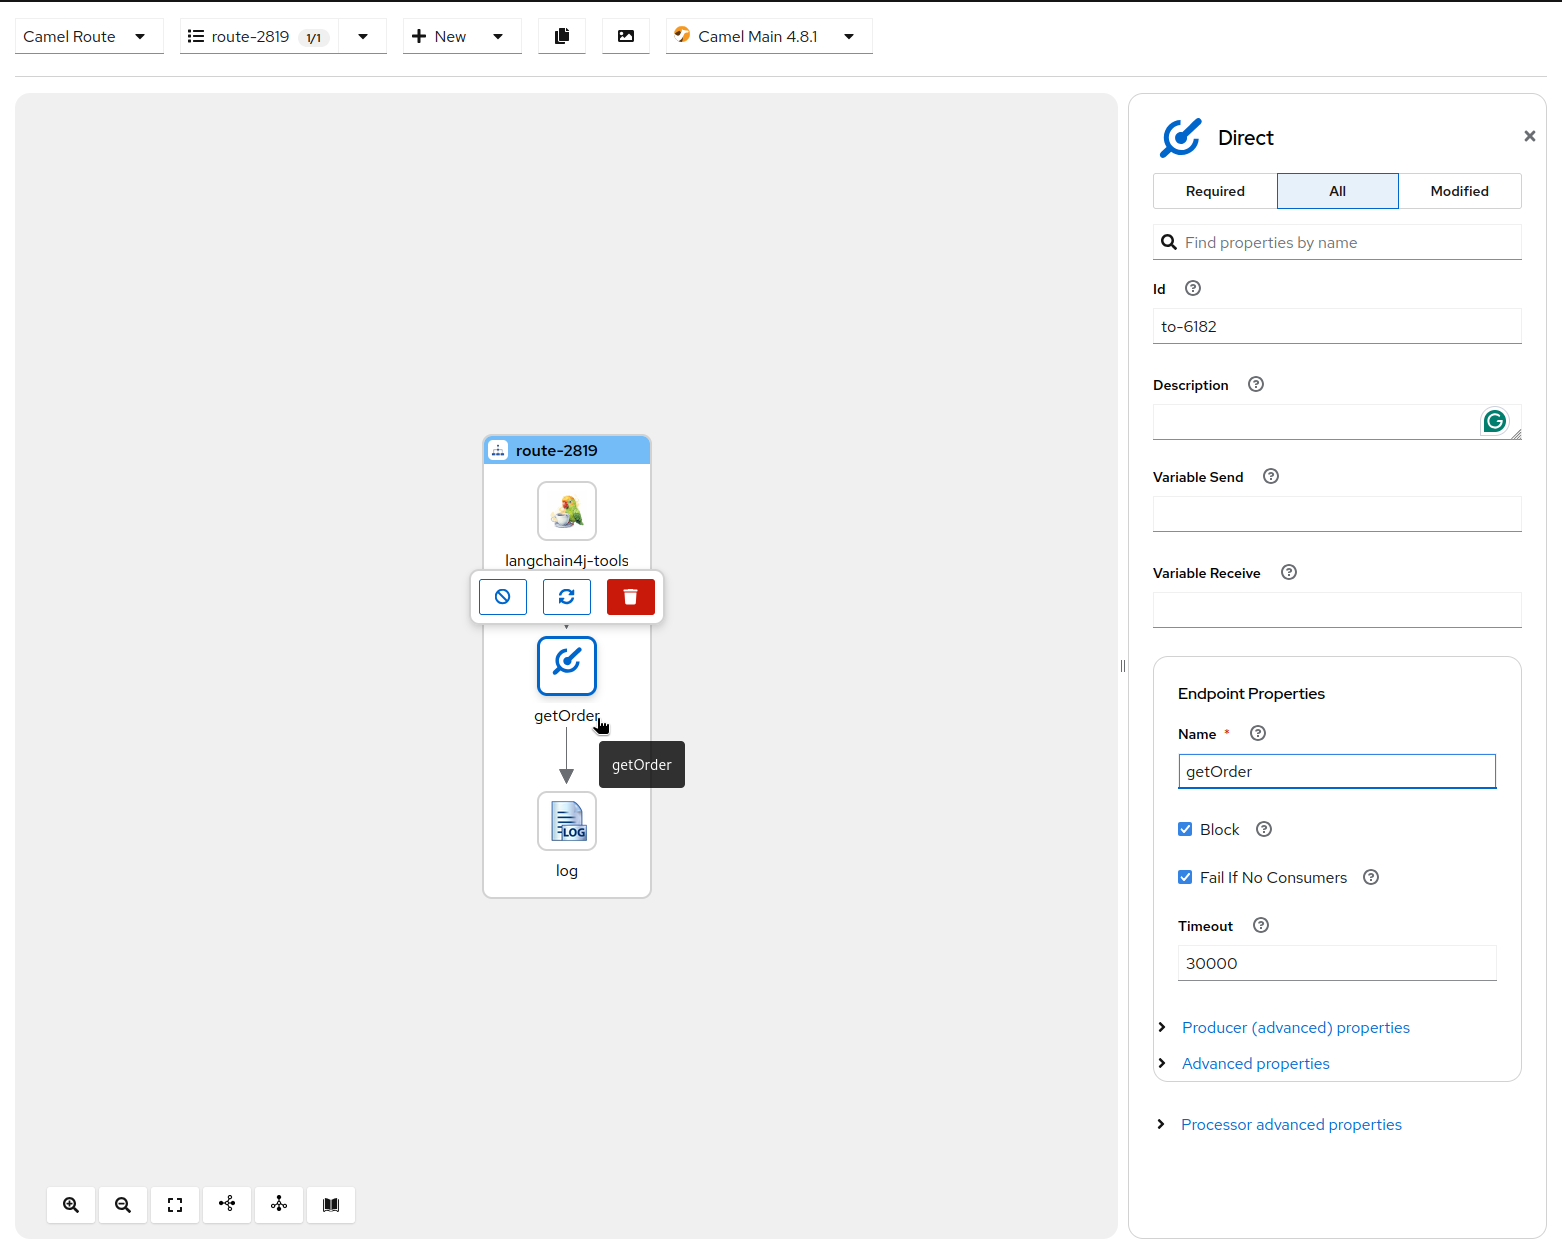 Camel Route
route-2819 1/1
New
Camel Main 4.8.1
route-2819
langchain4j-tools
getOrder
getOrder
LOG
log
Direct
Required All Modified
Find properties by name
Id
to-6182
Description
Variable Send
Variable Receive
Endpoint Properties
Name *
getOrder
Block
Fail If No Consumers
Timeout
30000
Producer (advanced) properties
Advanced properties
Processor advanced properties